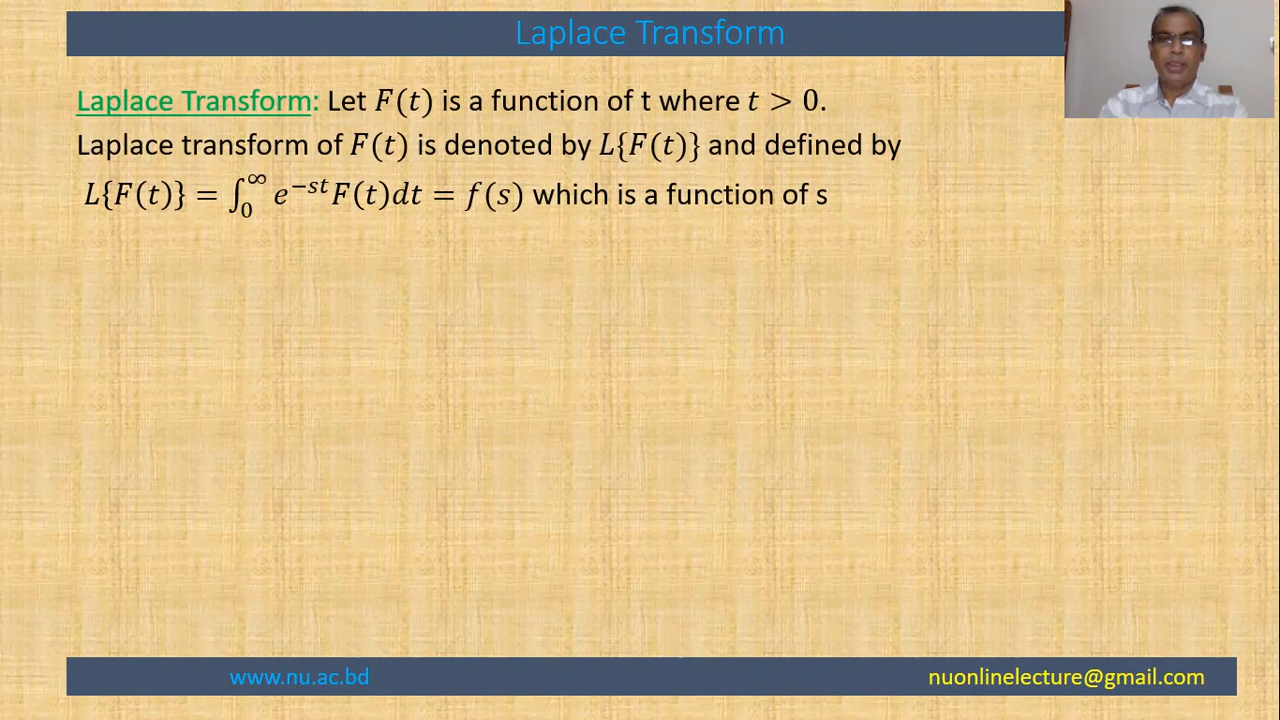 Laplace Transform
Laplace Transform: Let F(t) is a function of t where t > 0.
Laplace transform of F(t) is denoted by L{F(t)} and defined by
L{F(t)} = ∫₀^∞ e^{−st} F(t)dt = f(s) which is a function of s
www.nu.ac.bd
nuonlinelecture@gmail.com